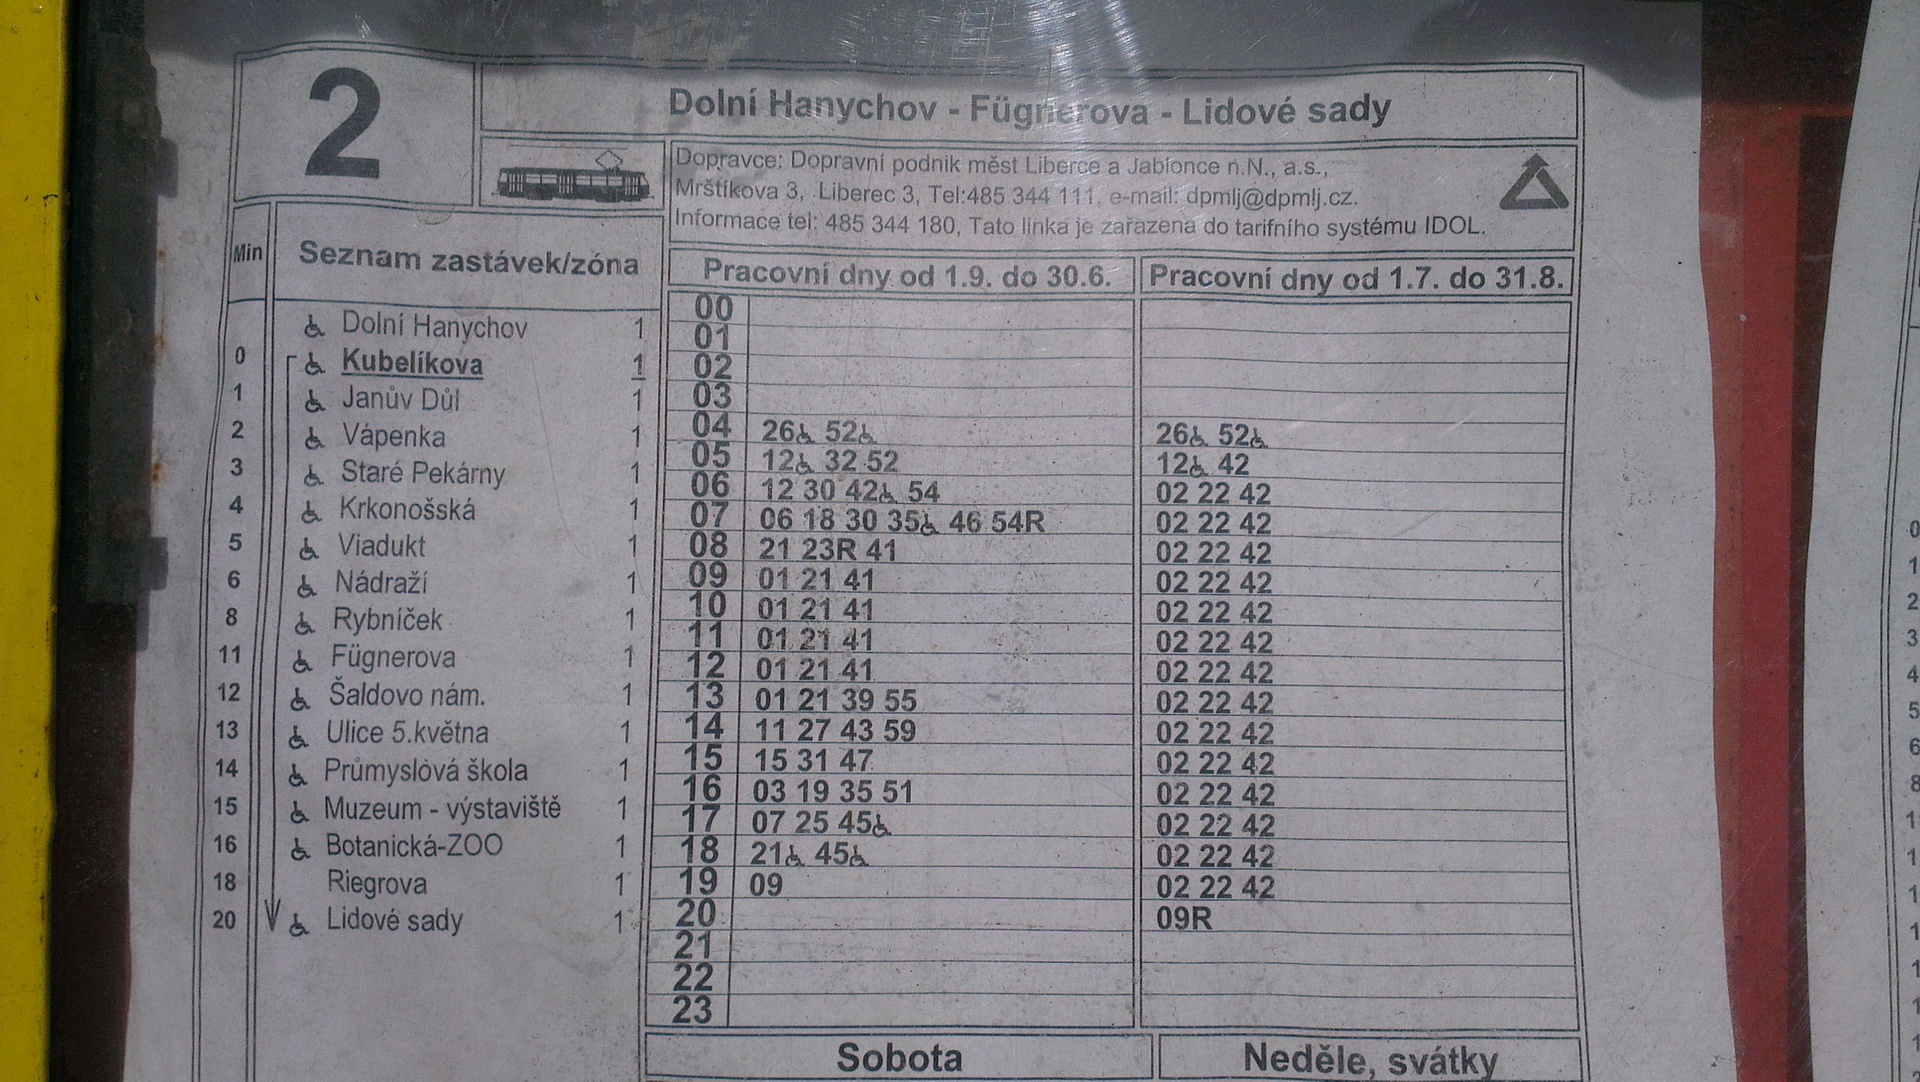 2
Dolní Hanychov - Fügnerova - Lidové sady
Dopravce: Dopravní podnik měst Liberce a Jablonce n.N., a.s.,
Mrštíkova 3, Liberec 3, Tel:485 344 111, e-mail: dpmlj@dpmlj.cz.
Informace tel: 485 344 180, Tato linka je zařazena do tarifního systému IDOL.
Min Seznam zastávek/zóna
Dolní Hanychov 1
0 Kubelíkova 1
1 Janův Důl 1
2 Vápenka 1
3 Staré Pekárny 1
4 Krkonošská 1
5 Viadukt 1
6 Nádraží 1
8 Rybníček 1
11 Fügnerova 1
12 Šaldovo nám. 1
13 Ulice 5.května 1
14 Průmyslová škola 1
15 Muzeum - výstaviště 1
16 Botanická-ZOO 1
18 Riegrova 1
20 Lidové sady 1
Pracovní dny od 1.9. do 30.6. Pracovní dny od 1.7. do 31.8.
00
01
02
03
04 26 52 26 52
05 12 32 52 12 42
06 12 30 42 54 02 22 42
07 06 18 30 35 46 54R 02 22 42
08 21 23R 41 02 22 42
09 01 21 41 02 22 42
10 01 21 41 02 22 42
11 01 21 41 02 22 42
12 01 21 41 02 22 42
13 01 21 39 55 02 22 42
14 11 27 43 59 02 22 42
15 15 31 47 02 22 42
16 03 19 35 51 02 22 42
17 07 25 45 02 22 42
18 21 45 02 22 42
19 09 02 22 42
20 09R
21
22
23
Sobota Neděle, svátky